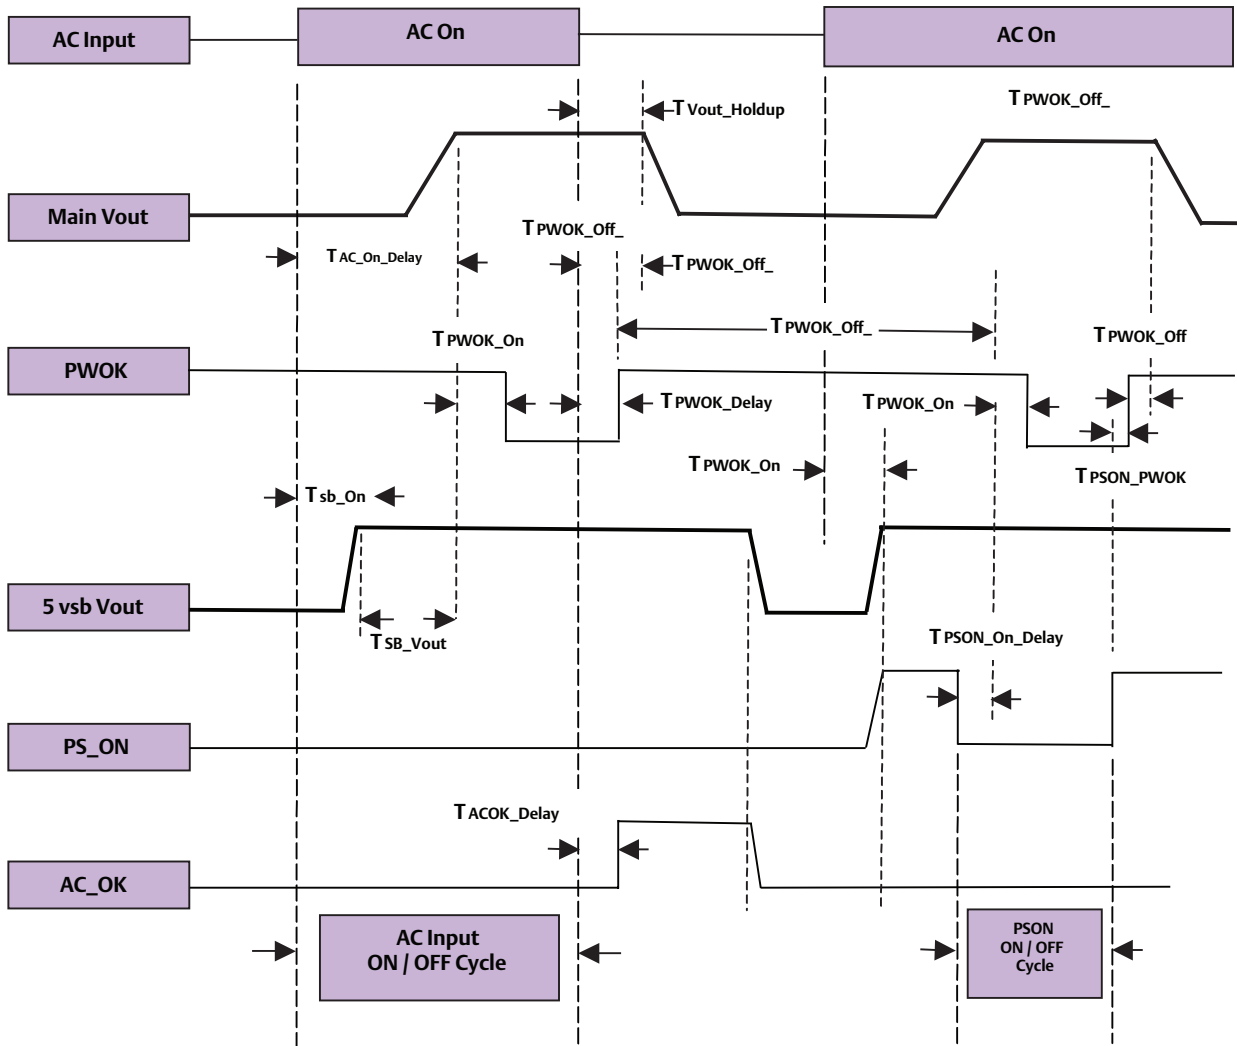 AC Input
AC On
AC On
T Vout_Holdup
T PWOK_Off_
Main Vout
T PWOK_Off_
T AC_On_Delay
T PWOK_Off_
T PWOK_Off_
T PWOK_On
T PWOK_Off
PWOK
T PWOK_Delay
T PWOK_On
T PWOK_On
T PSON_PWOK
T sb_On
5 vsb Vout
T SB_Vout
T PSON_On_Delay
PS_ON
T ACOK_Delay
AC_OK
AC Input
ON / OFF Cycle
PSON
ON / OFF
Cycle